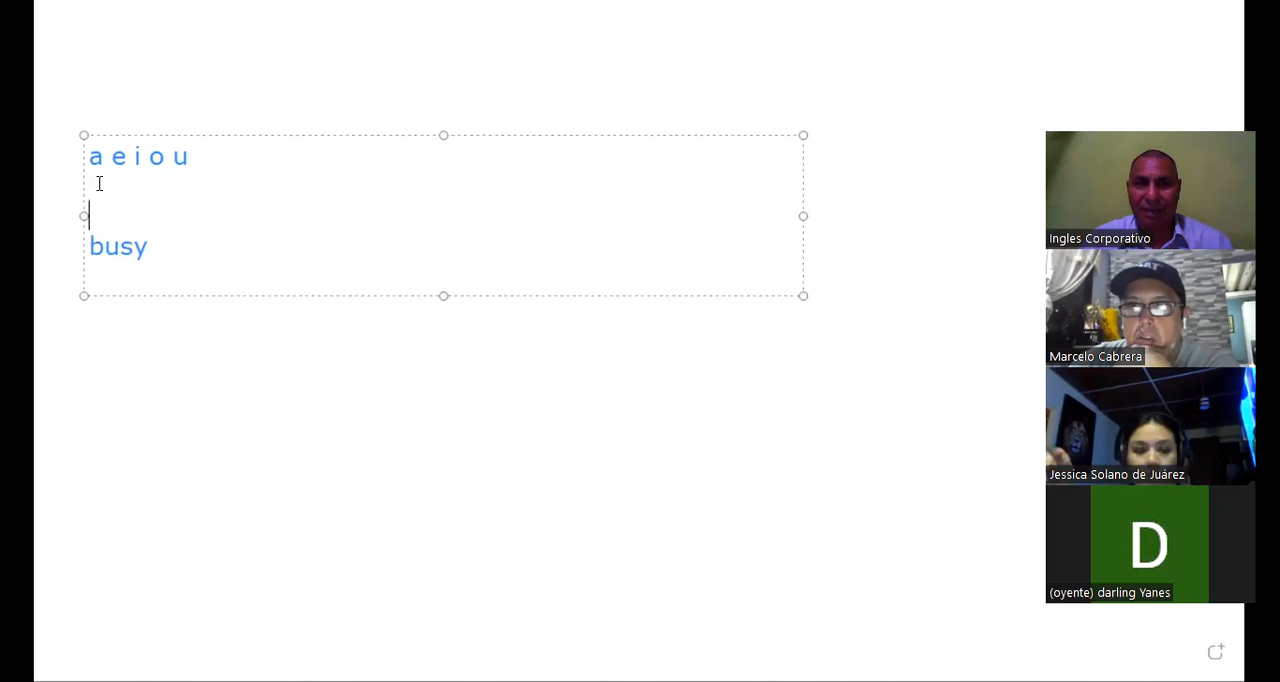 a e i o u
busy
Ingles Corporativo
Marcelo Cabrera
Jessica Solano de Juárez
D
(oyente) darling Yanes